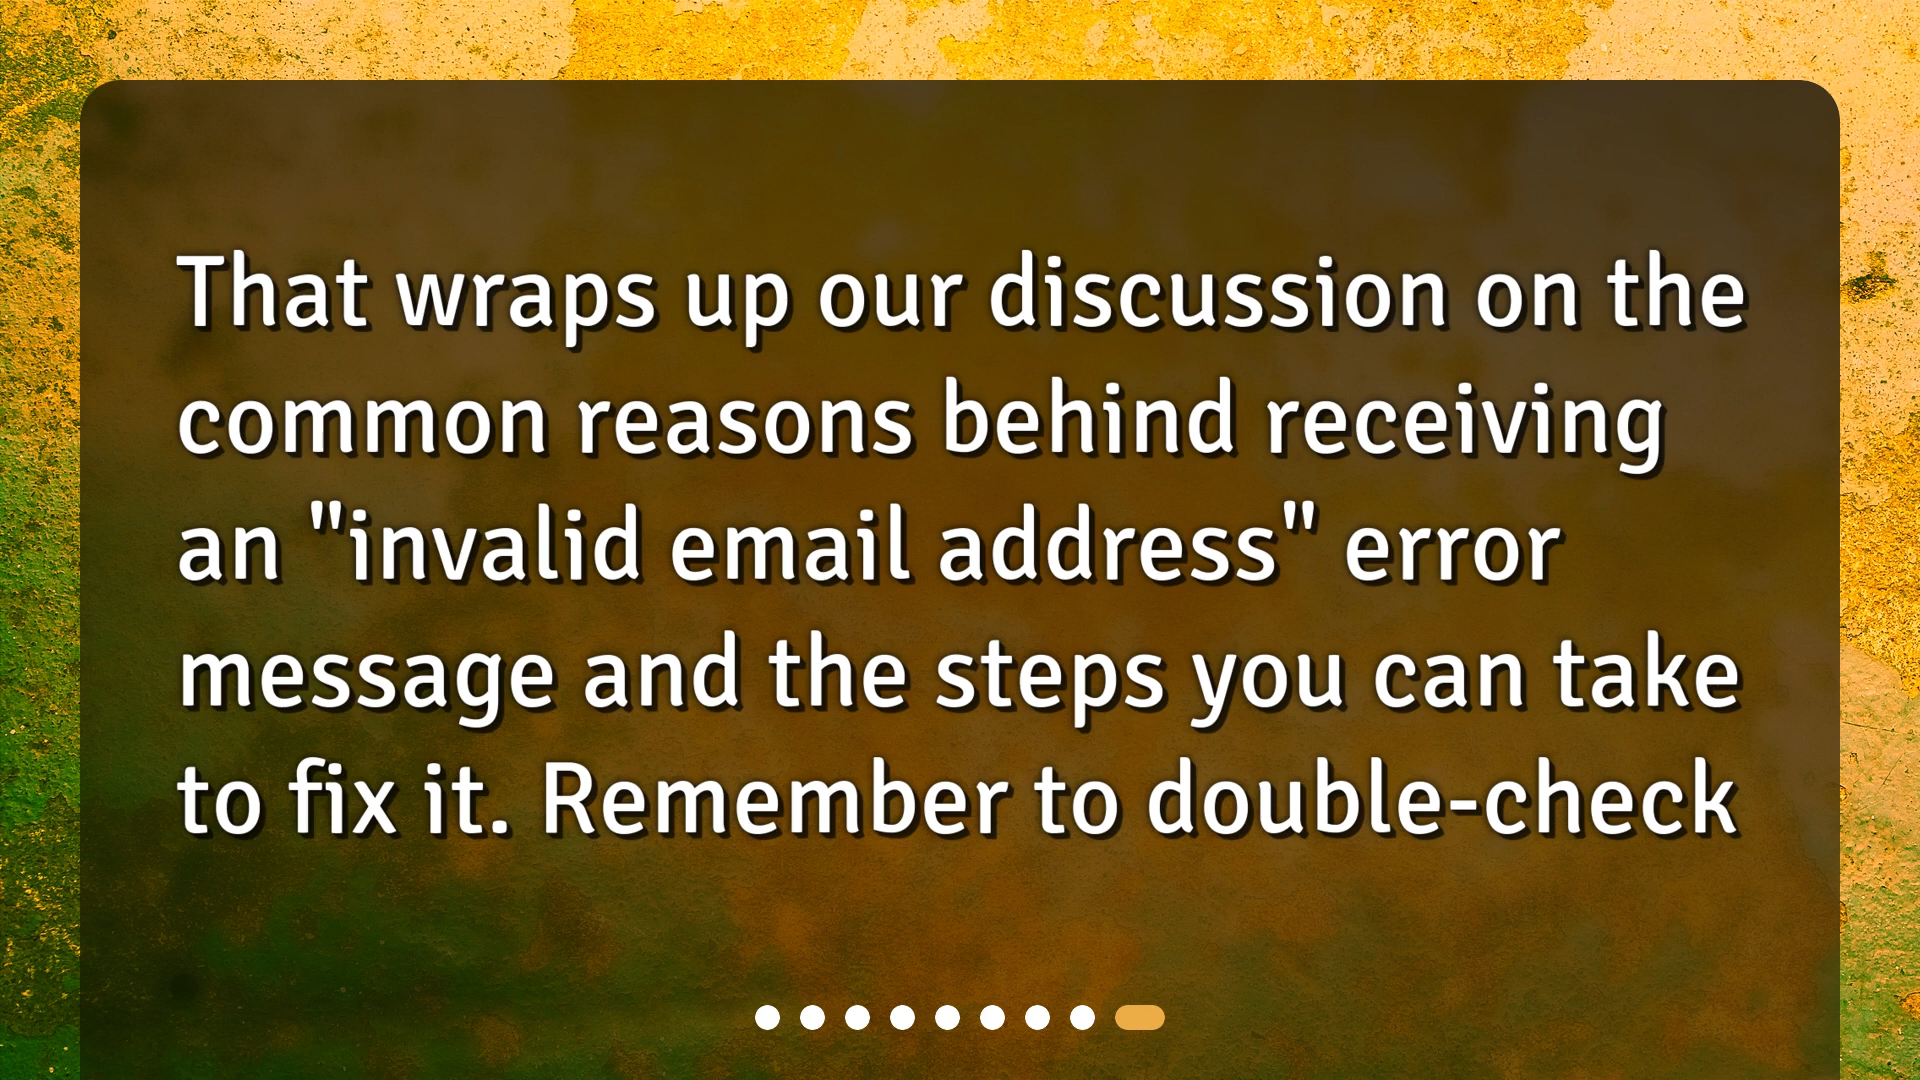 That wraps up our discussion on the
common reasons behind receiving
an "invalid email address" error
message and the steps you can take
to fix it. Remember to double-check